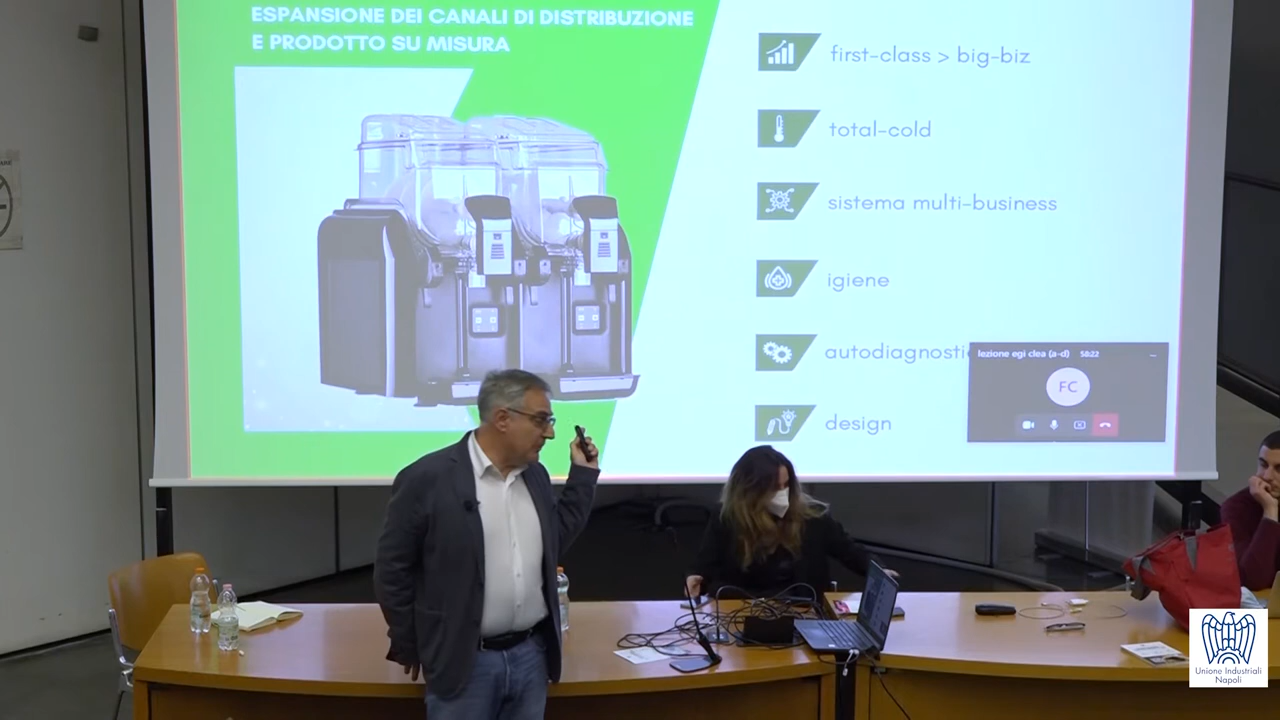 ESPANSIONE DEI CANALI DI DISTRIBUZIONE
E PRODOTTO SU MISURA
first-class > big-biz
total-cold
sistema multi-business
igiene
autodiagnosti
design
lezione egi clea (a-d) 58:22
FC
Unione Industriali
Napoli